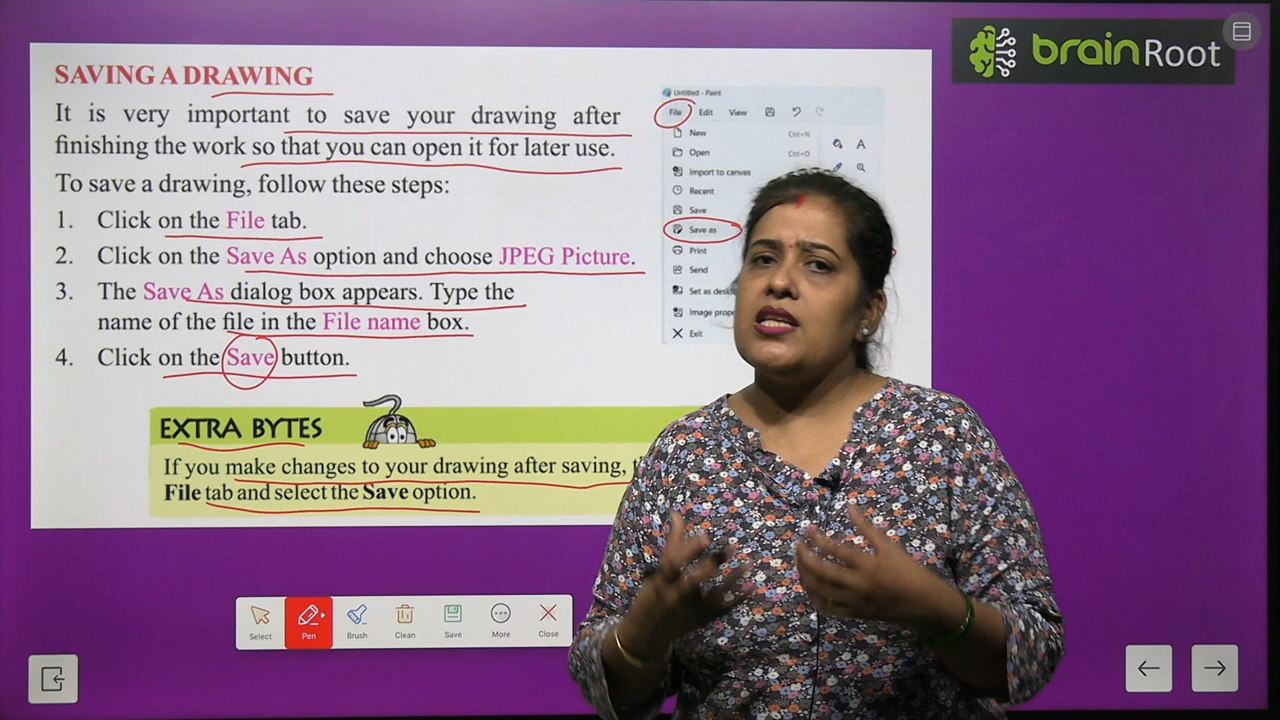 SAVING A DRAWING
It is very important to save your drawing after
finishing the work so that you can open it for later use.
To save a drawing, follow these steps:
1. Click on the File tab.
2. Click on the Save As option and choose JPEG Picture.
3. The Save As dialog box appears. Type the
name of the file in the File name box.
4. Click on the Save button.
EXTRA BYTES
If you make changes to your drawing after saving,
File tab and select the Save option.
Untitled - Paint
File Edit View
New Ctrl+N
Open Ctrl+O
Import to canvas
Recent
Save
Save as
Print
Send
Set as
Image
Exit
A
brainRoot
Select Pen Brush Clean Save More Close